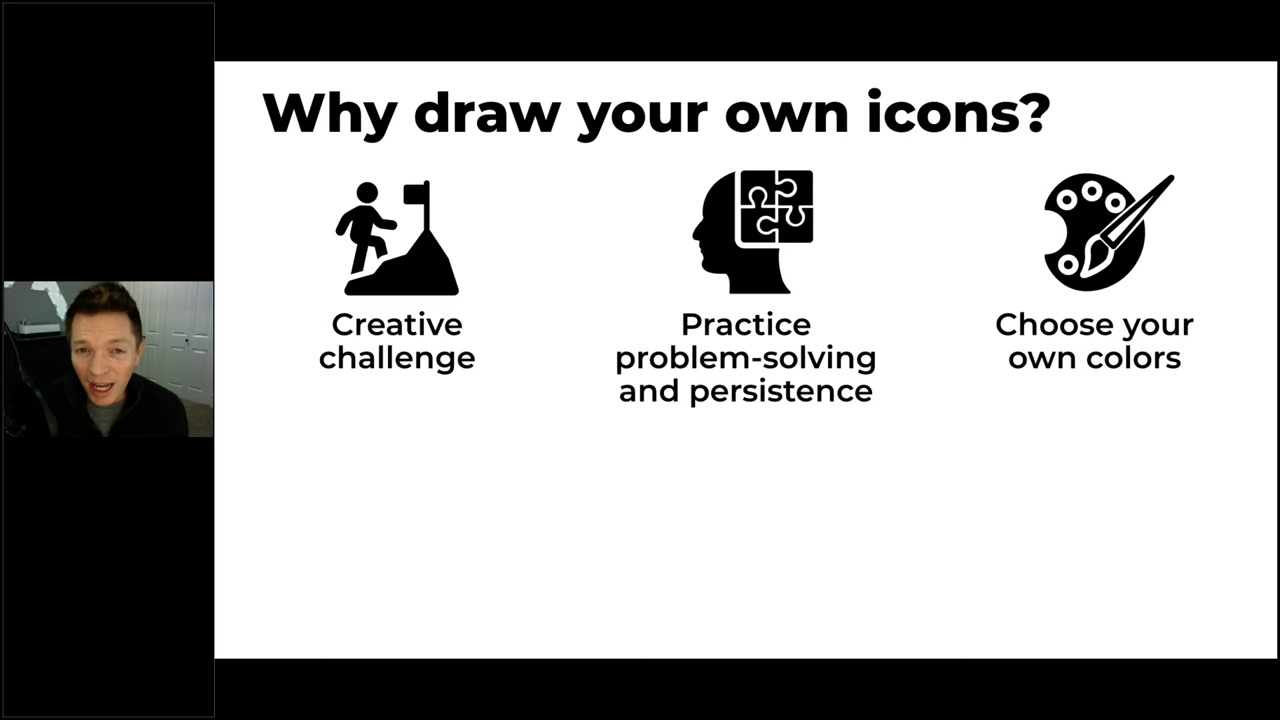 Why draw your own icons?
Creative
challenge
Practice
problem-solving
and persistence
Choose your
own colors